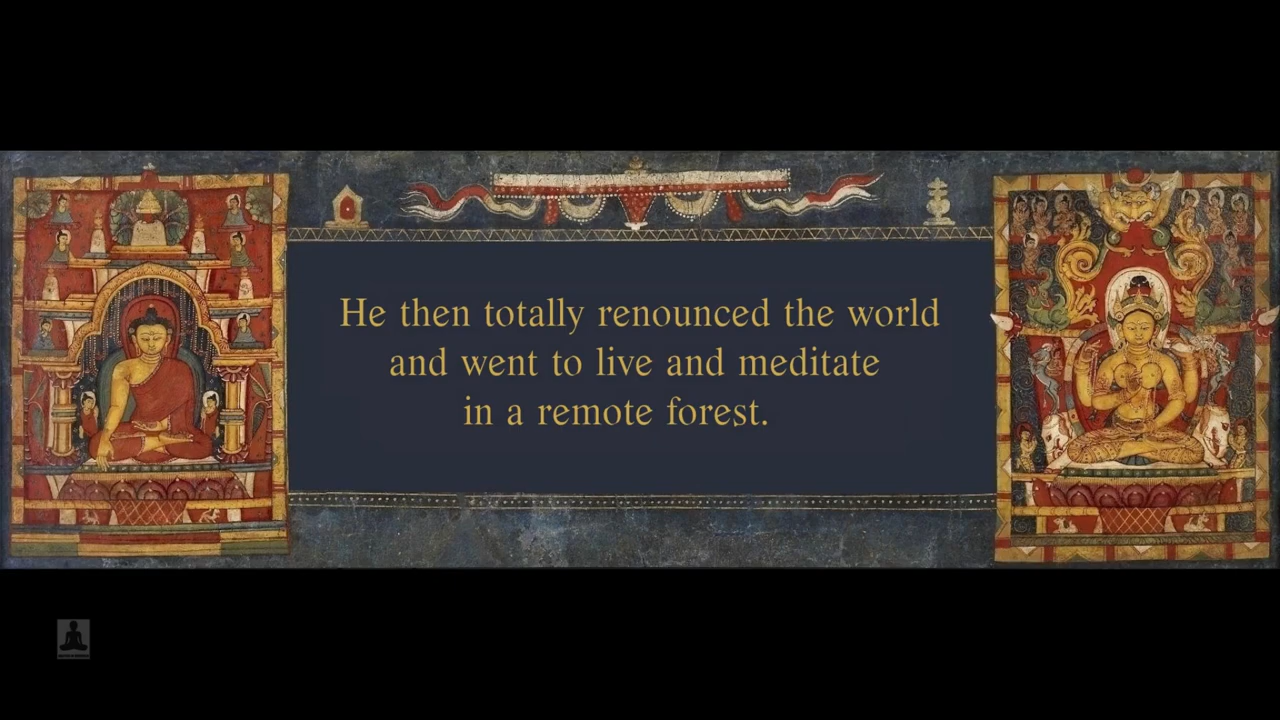 He then totally renounced the world
and went to live and meditate
in a remote forest.